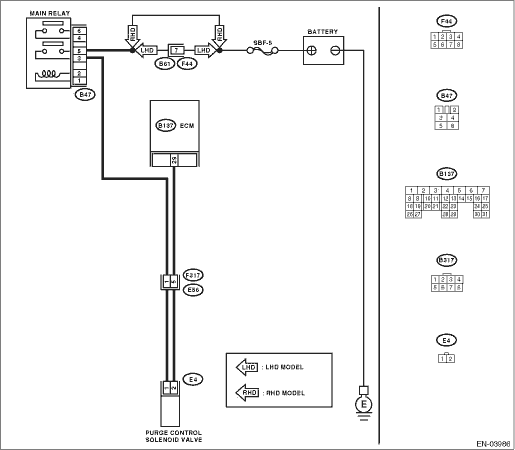 MAIN RELAY
6
4
5
3
2
1
B47
RHD
LHD
7
LHD
RHD
B61
F44
SBF-5
BATTERY
B137 ECM
29
1 5
F317
E86
1 2
E4
PURGE CONTROL
SOLENOID VALVE
LHD : LHD MODEL
RHD : RHD MODEL
E
F44
1 2 3 4
5 6 7 8
B47
1 2
3 4
5 6
B137
1 2 3 4 5 6 7
8 9 10 11 12 13 14 15 16 17
18 19 20 21 22 23 24 25
26 27 28 29 30 31
B317
1 2 3 4
5 6 7 8
E4
1 2
EN-03986